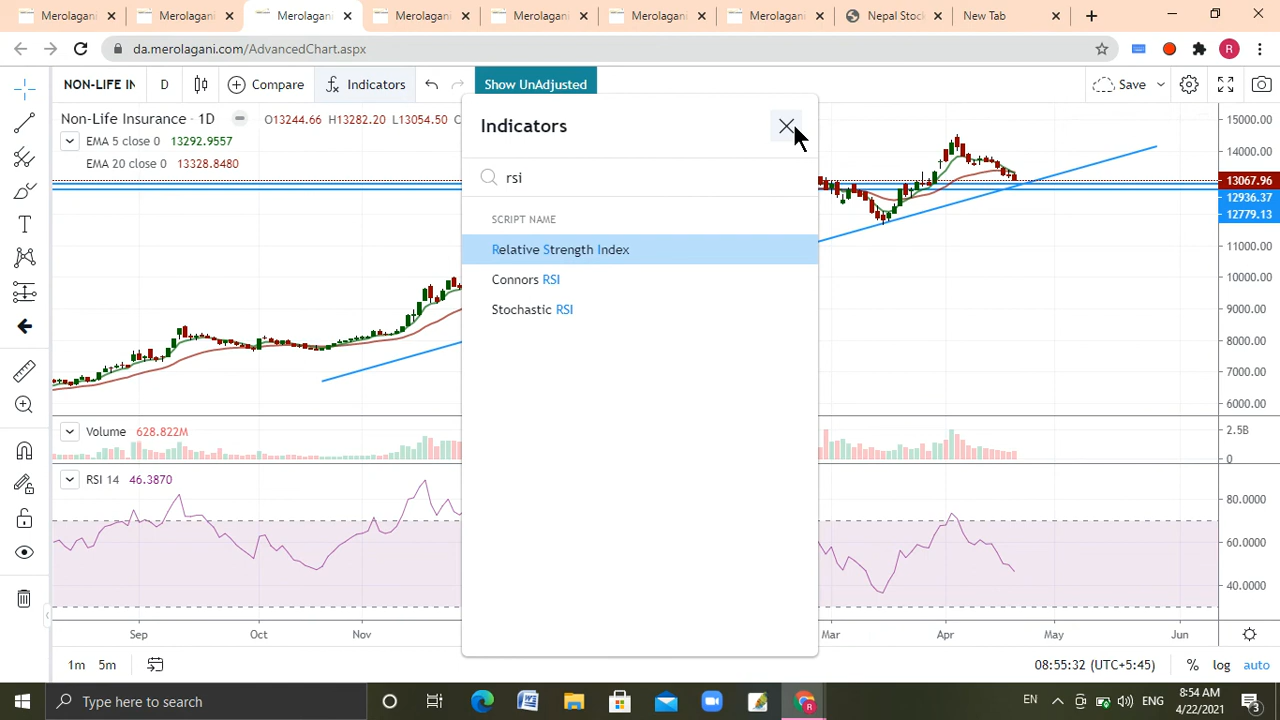 Merolagani Merolagani Merolagani Merolagani Merolagani Merolagani Merolagani Nepal Stock New Tab
da.merolagani.com/AdvancedChart.aspx R
NON-LIFE IN D Compare Indicators Show UnAdjusted Save
Non-Life Insurance · 1D O13244.66 H13282.20 L13054.50
EMA 5 close 0 13292.9557
EMA 20 close 0 13328.8480
Indicators
rsi
SCRIPT NAME
Relative Strength Index
Connors RSI
Stochastic RSI
15000.00
14000.00
13067.96
12936.37
12779.13
11000.00
10000.00
9000.00
8000.00
7000.00
6000.00
Volume 628.822M
2.5B
0
RSI 14 46.3870
80.0000
60.0000
40.0000
Sep Oct Nov Mar Apr May Jun
1m 5m 08:55:32 (UTC+5:45) % log auto
Type here to search
EN ENG 8:54 AM
4/22/2021 3